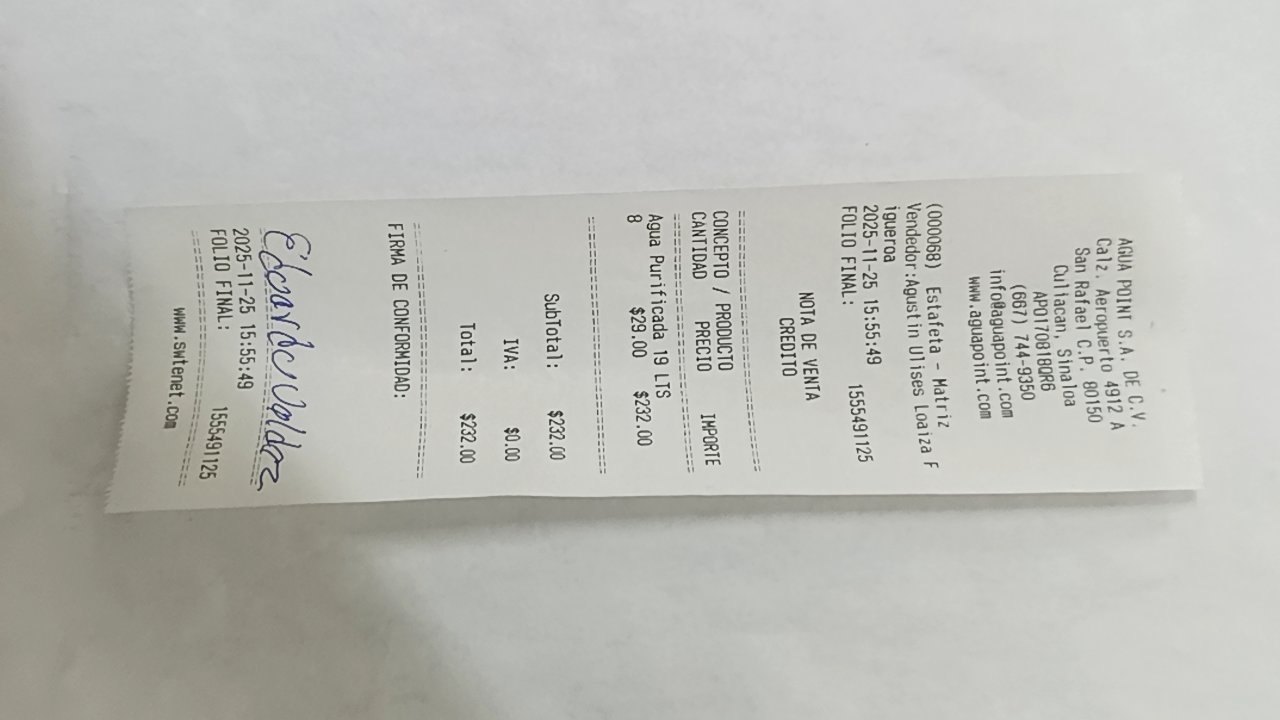 AGUA POINT S.A. DE C.V.
Calz. Aeropuerto 4912 A
San Rafael C.P. 80150
Culiacan, Sinaloa
APO1708180R6
(667) 744-9350
info@aguapoint.com
www.aguapoint.com
(000068) Estafeta - Matriz
Vendedor:Agustin Ulises Loaiza F
igueroa
2025-11-25 15:55:49
FOLIO FINAL: 1555491125
NOTA DE VENTA
CREDITO
CONCEPTO / PRODUCTO
CANTIDAD PRECIO IMPORTE
Agua Purificada 19 LTS
8 $29.00 $232.00
SubTotal: $232.00
IVA: $0.00
Total: $232.00
FIRMA DE CONFORMIDAD:
Eduardo Valdez
2025-11-25 15:55:49
FOLIO FINAL: 1555491125
www.swtenet.com